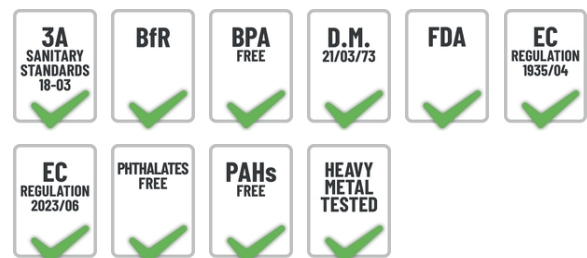 3A
SANITARY
STANDARDS
18-03
BfR
BPA
FREE
D.M.
21/03/73
FDA
EC
REGULATION
1935/04
EC
REGULATION
2023/06
PHTHALATES
FREE
PAHs
FREE
HEAVY
METAL
TESTED